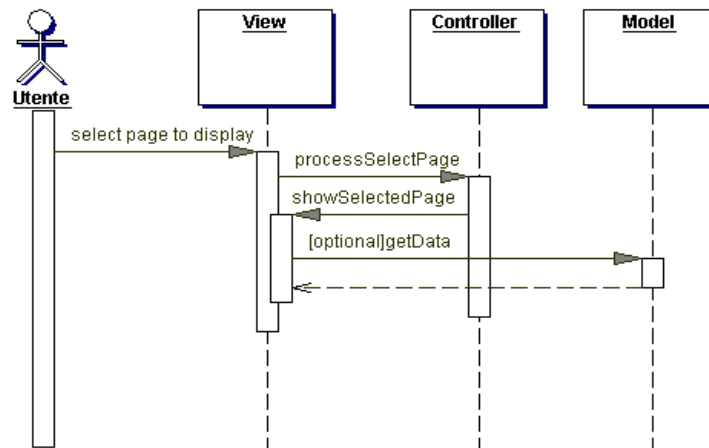 View
Controller
Model
Utente
select page to display
processSelectPage
showSelectedPage
[optional]getData